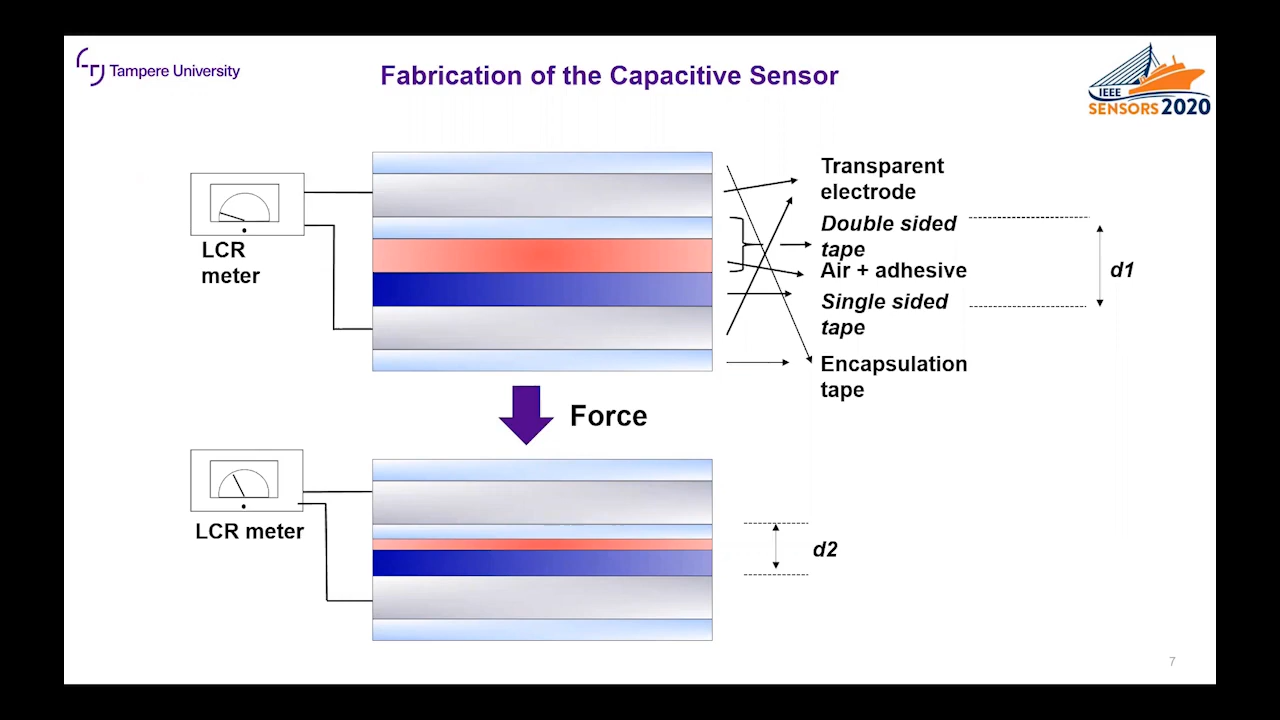 Tampere University
Fabrication of the Capacitive Sensor
IEEE
SENSORS 2020
LCR
meter
Transparent
electrode
Double sided
tape
Air + adhesive
Single sided
tape
Encapsulation
tape
d1
Force
LCR meter
d2
7